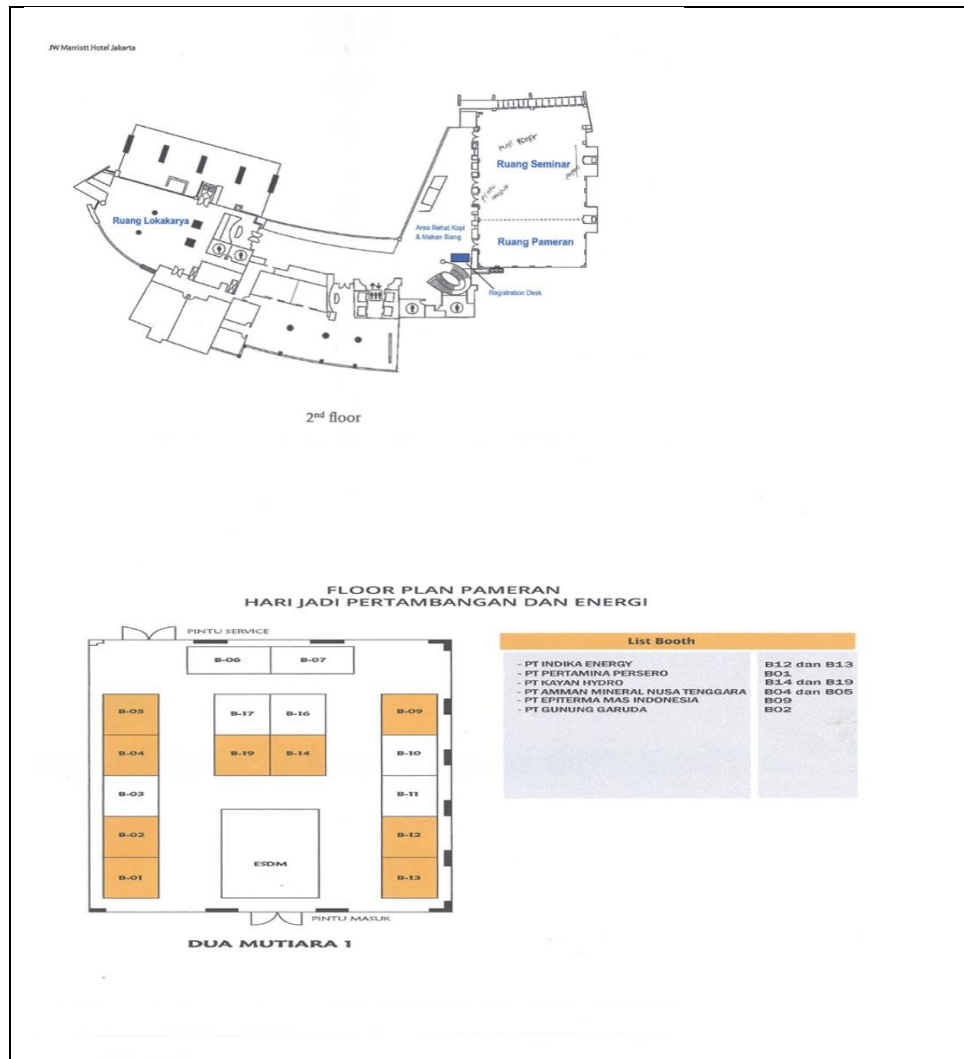 JW Marriott Hotel Jakarta
Ruang Seminar
Ruang Lokakarya
Area Rehat Kopi
& Makan Siang
Ruang Pameran
Registration Desk
2nd floor
FLOOR PLAN PAMERAN
HARI JADI PERTAMBANGAN DAN ENERGI
PINTU SERVICE
B-06 B-07
B-05 B-17 B-16 B-09
B-04 B-19 B-14 B-10
B-03 B-11
B-02 B-12
ESDM
B-01 B-13
PINTU MASUK
DUA MUTIARA 1
List Booth
- PT INDIKA ENERGY B12 dan B13
- PT PERTAMINA PERSERO B01
- PT KAYAN HYDRO B14 dan B19
- PT AMMAN MINERAL NUSA TENGGARA B04 dan B05
- PT EPITERMA MAS INDONESIA B09
- PT GUNUNG GARUDA B02